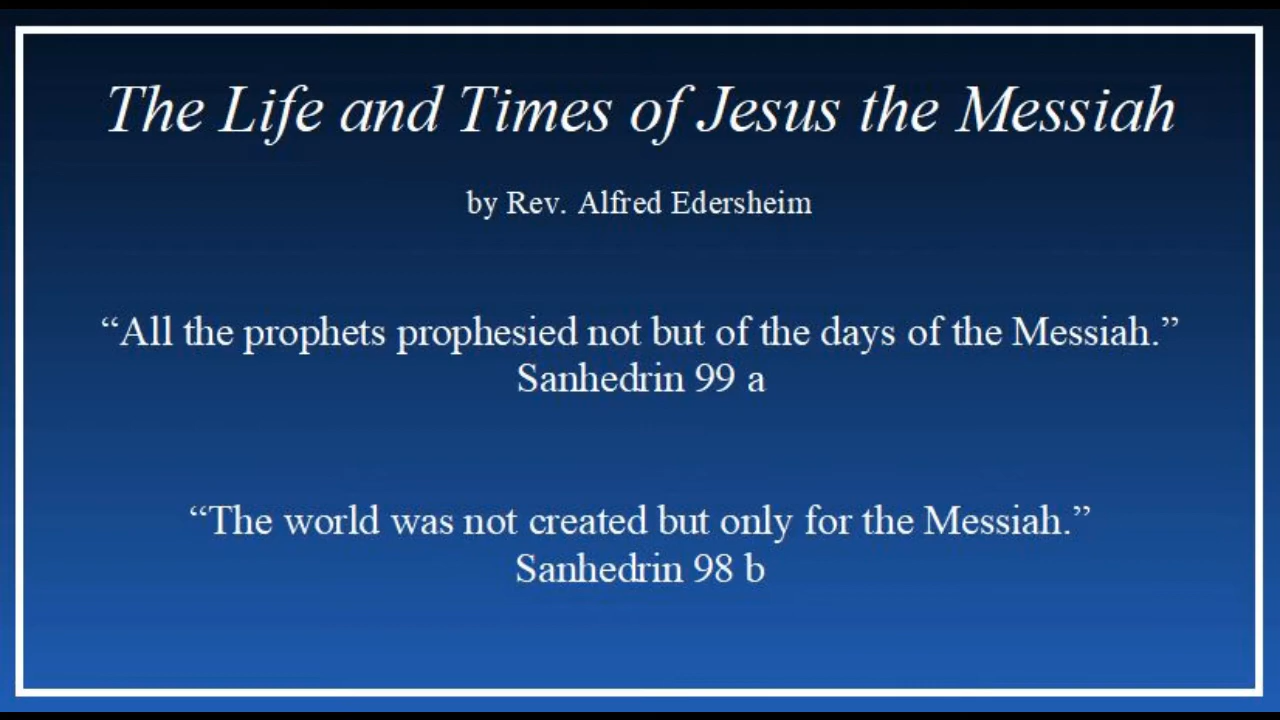 The Life and Times of Jesus the Messiah
by Rev. Alfred Edersheim
“All the prophets prophesied not but of the days of the Messiah.”
Sanhedrin 99 a
“The world was not created but only for the Messiah.”
Sanhedrin 98 b